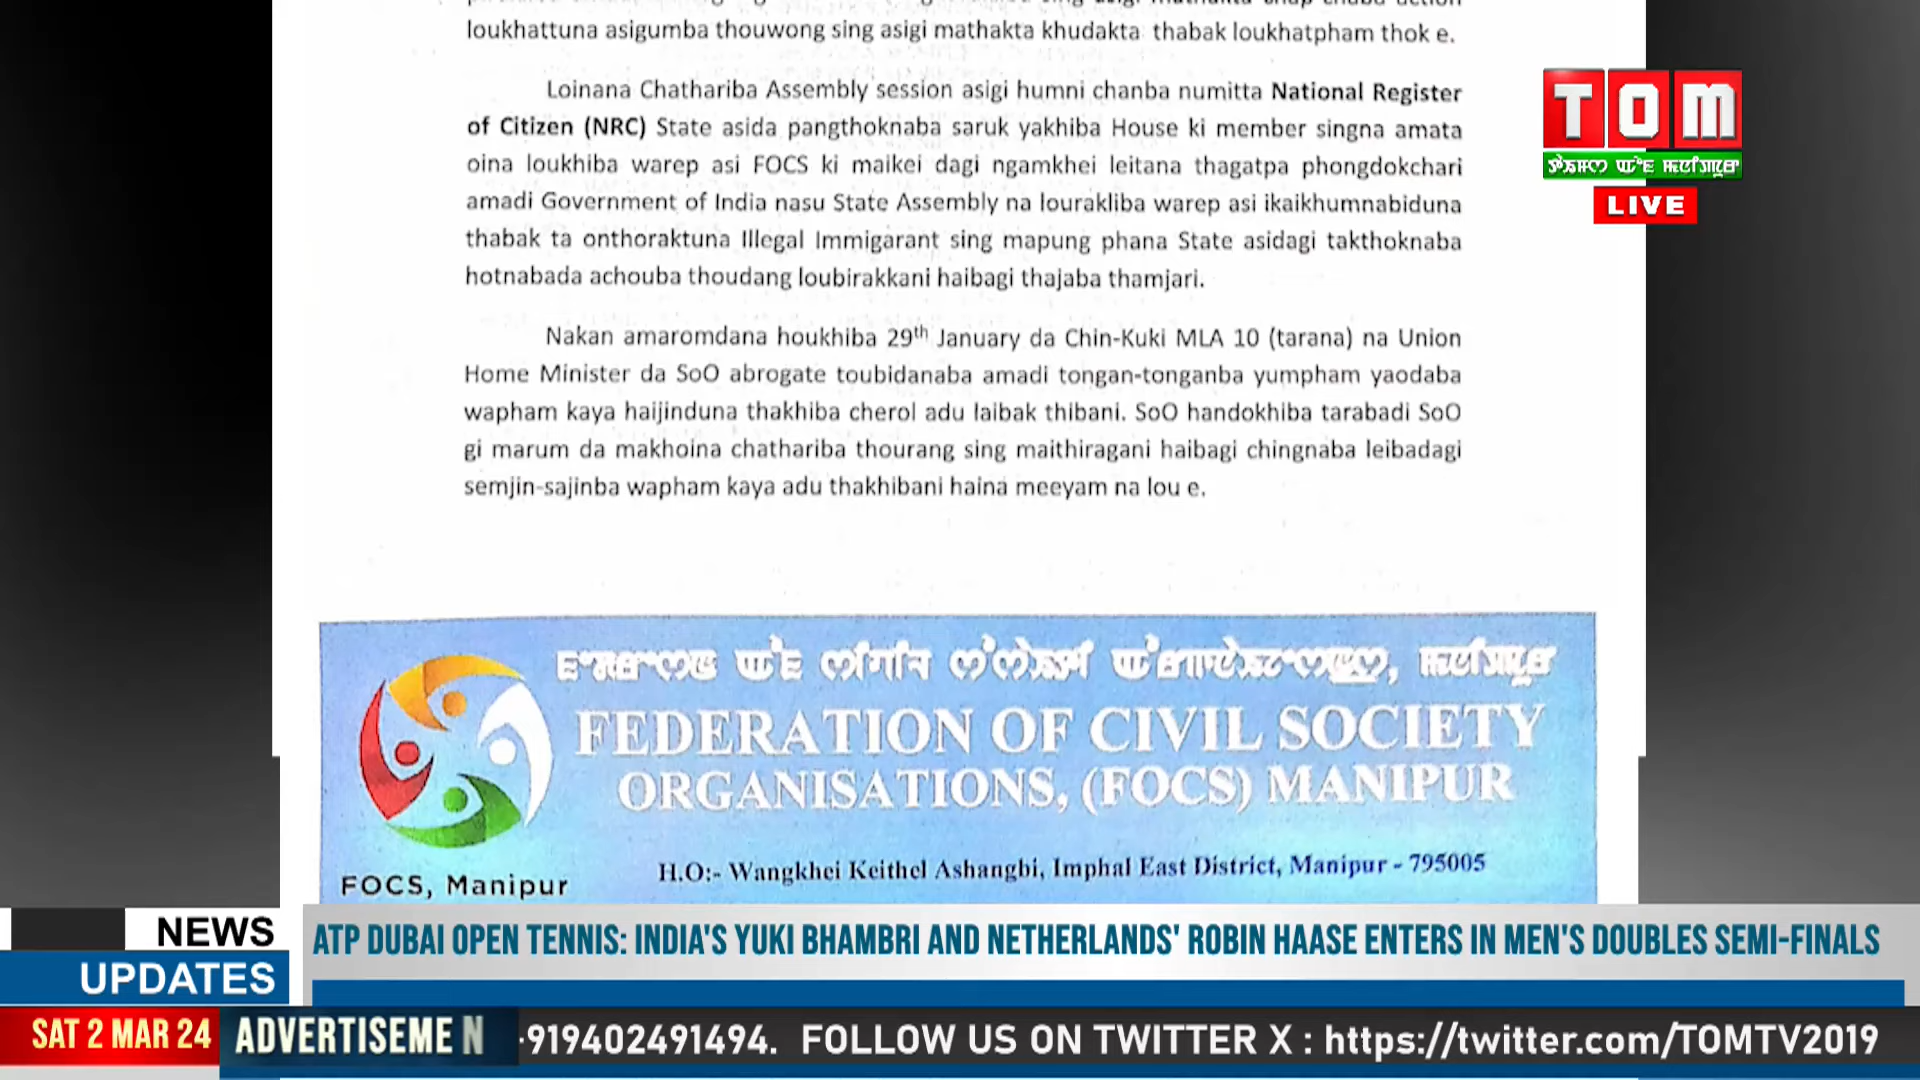 loukhattuna asigumba thouwong sing asigi mathakta khudakta thabak loukhatpham thok e.
Loinana Chathariba Assembly session asigi humni chanba numitta National Register
of Citizen (NRC) State asida pangthoknaba saruk yakhiba House ki member singna amata
oina loukhiba warep asi FOCS ki maikei dagi ngamkhei leitana thagatpa phongdokchari
amadi Government of India nasu State Assembly na lourakliba warep asi ikaikhumnabiduna
thabak ta onthoraktuna Illegal Immigarant sing mapung phana State asidagi takthoknaba
hotnabada achouba thoudang loubirakkani haibagi thajaba thamjari.
Nakan amaromdana houkhiba 29th January da Chin-Kuki MLA 10 (tarana) na Union
Home Minister da SoO abrogate toubidanaba amadi tongan-tonganba yumpham yaodaba
wapham kaya haijinduna thakhiba cherol adu laibak thibani. SoO handokhiba tarabadi SoO
gi marum da makhoina chathariba thourang sing maithiragani haibagi chingnaba leibadagi
semjin-sajinba wapham kaya adu thakhibani haina meeyam na lou e.
TOM
LIVE
FEDERATION OF CIVIL SOCIETY
ORGANISATIONS, (FOCS) MANIPUR
H.O:- Wangkhei Keithel Ashangbi, Imphal East District, Manipur - 795005
FOCS, Manipur
NEWS
UPDATES
ATP DUBAI OPEN TENNIS: INDIA'S YUKI BHAMBRI AND NETHERLANDS' ROBIN HAASE ENTERS IN MEN'S DOUBLES SEMI-FINALS
SAT 2 MAR 24
ADVERTISEMEN
-919402491494. FOLLOW US ON TWITTER X : https://twitter.com/TOMTV2019